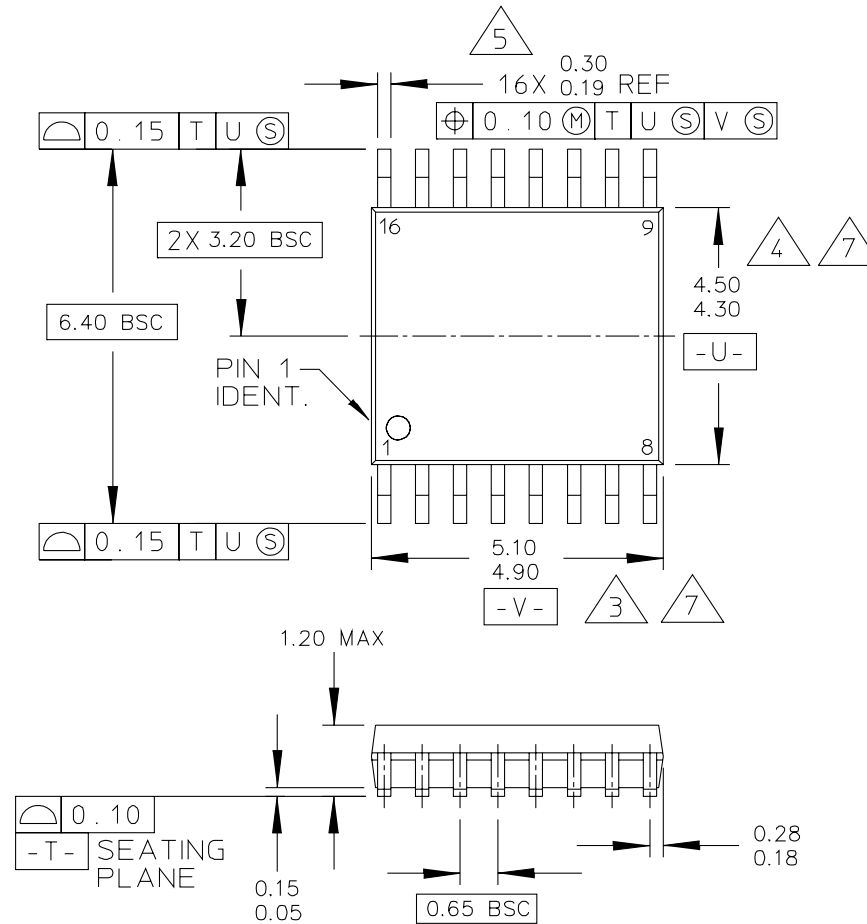 5
16X 0.30 REF
0.19
⌖ 0.10 Ⓜ T U Ⓢ V Ⓢ
⌓ 0.15 T U Ⓢ
2X 3.20 BSC
16
9
4
7
4.50
4.30
6.40 BSC
-U-
PIN 1
IDENT.
1
8
⌓ 0.15 T U Ⓢ
5.10
4.90
-V-
3
7
1.20 MAX
⌓ 0.10
-T- SEATING
PLANE
0.15
0.05
0.65 BSC
0.28
0.18